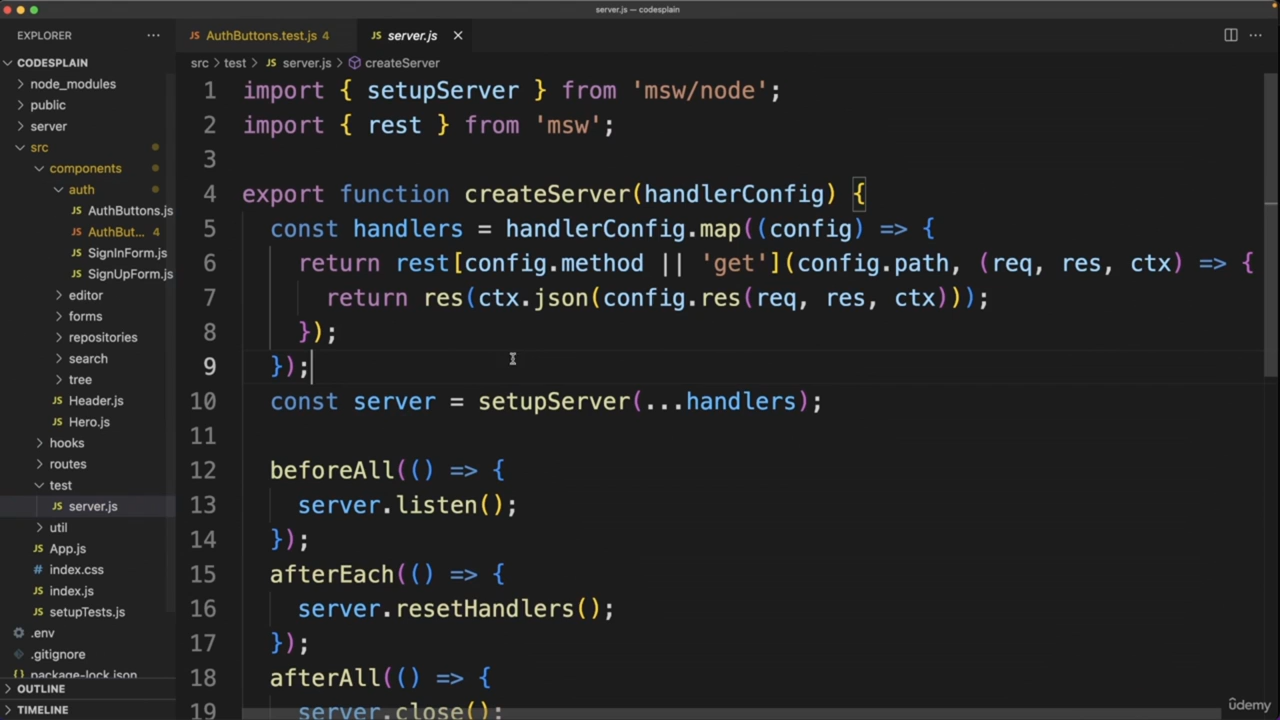 server.js — codesplain
EXPLORER
CODESPLAIN
node_modules
public
server
src
components
auth
AuthButtons.js
AuthBut... 4
SignInForm.js
SignUpForm.js
editor
forms
repositories
search
tree
Header.js
Hero.js
hooks
routes
test
server.js
util
App.js
index.css
index.js
setupTests.js
.env
.gitignore
package-lock.json
OUTLINE
TIMELINE
JS AuthButtons.test.js 4
JS server.js
src > test > JS server.js > createServer
1 import { setupServer } from 'msw/node';
2 import { rest } from 'msw';
3
4 export function createServer(handlerConfig) {
5 const handlers = handlerConfig.map((config) => {
6 return rest[config.method || 'get'](config.path, (req, res, ctx) => {
7 return res(ctx.json(config.res(req, res, ctx)));
8 });
9 });
10 const server = setupServer(...handlers);
11
12 beforeAll(() => {
13 server.listen();
14 });
15 afterEach(() => {
16 server.resetHandlers();
17 });
18 afterAll(() => {
19 server.close();
udemy